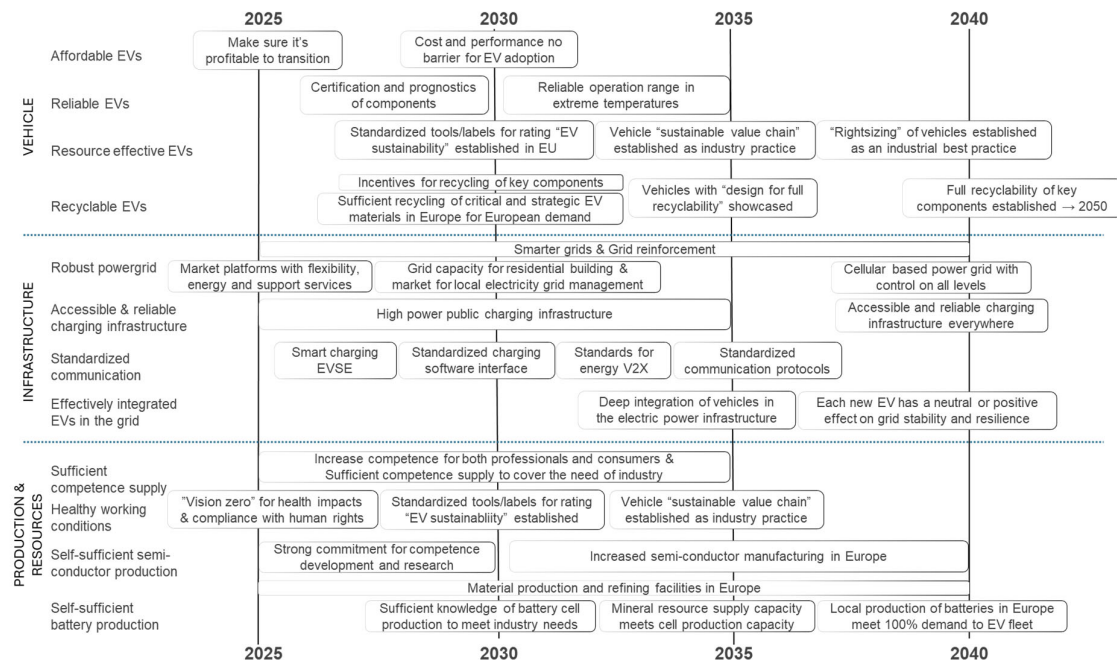 2025 2030 2035 2040
VEHICLE
Affordable EVs
Make sure it's
profitable to transition
Cost and performance no
barrier for EV adoption
Reliable EVs
Certification and prognostics
of components
Reliable operation range in
extreme temperatures
Resource effective EVs
Standardized tools/labels for rating “EV
sustainability” established in EU
Vehicle “sustainable value chain”
established as industry practice
“Rightsizing” of vehicles established
as an industrial best practice
Recyclable EVs
Incentives for recycling of key components
Sufficient recycling of critical and strategic EV
materials in Europe for European demand
Vehicles with “design for full
recyclability” showcased
Full recyclability of key
components established → 2050
INFRASTRUCTURE
Smarter grids & Grid reinforcement
Robust powergrid
Market platforms with flexibility,
energy and support services
Grid capacity for residential building &
market for local electricity grid management
Cellular based power grid with
control on all levels
Accessible & reliable
charging infrastructure
High power public charging infrastructure
Accessible and reliable charging
infrastructure everywhere
Standardized
communication
Smart charging
EVSE
Standardized charging
software interface
Standards for
energy V2X
Standardized
communication protocols
Effectively integrated
EVs in the grid
Deep integration of vehicles in
the electric power infrastructure
Each new EV has a neutral or positive
effect on grid stability and resilience
PRODUCTION &
RESOURCES
Sufficient
competence supply
Increase competence for both professionals and consumers &
Sufficient competence supply to cover the need of industry
Healthy working
conditions
”Vision zero” for health impacts
& compliance with human rights
Standardized tools/labels for rating
“EV sustainabliity” established
Vehicle “sustainable value chain”
established as industry practice
Self-sufficient semi-
conductor production
Strong commitment for competence
development and research
Increased semi-conductor manufacturing in Europe
Material production and refining facilities in Europe
Self-sufficient
battery production
Sufficient knowledge of battery cell
production to meet industry needs
Mineral resource supply capacity
meets cell production capacity
Local production of batteries in Europe
meet 100% demand to EV fleet
2025 2030 2035 2040